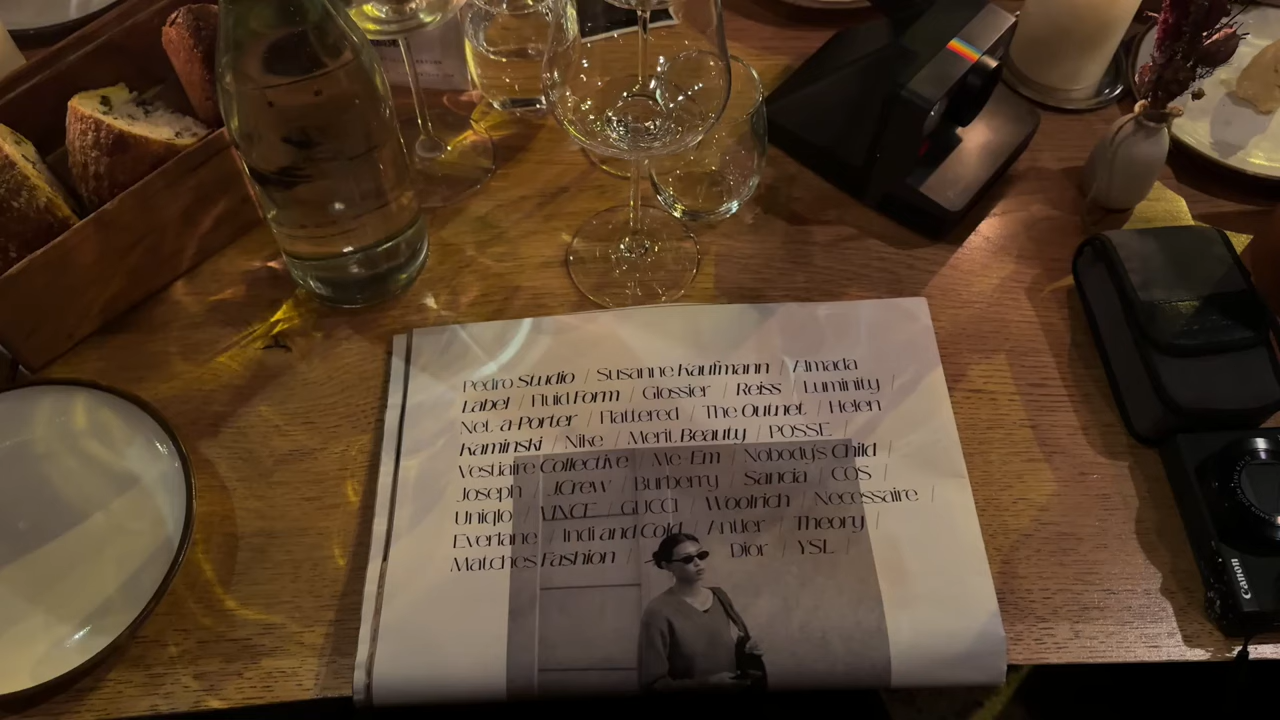 Pedro Studio / Susanne Kaufmann / Almada
Label / Fluid Form / Glossier / Reiss / Luminity /
Net-a-Porter / Flattered / The Outnet / Helen
Kaminski / Nike / Merit Beauty / POSSE /
Vestiaire Collective / Me+Em / Nobody's Child /
Joseph / J.Crew / Burberry / Sancia / COS /
Uniqlo / VINCE / GUCCI / Woolrich / Necessaire /
Everlane / Indi and Cold / Antler / Theory /
Matches Fashion / Dior / YSL /
Canon